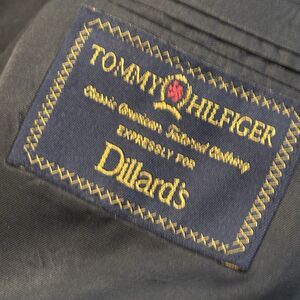 TOMMY HILFIGER
Classic American Tailored Clothing
EXPRESSLY FOR
Dillard's